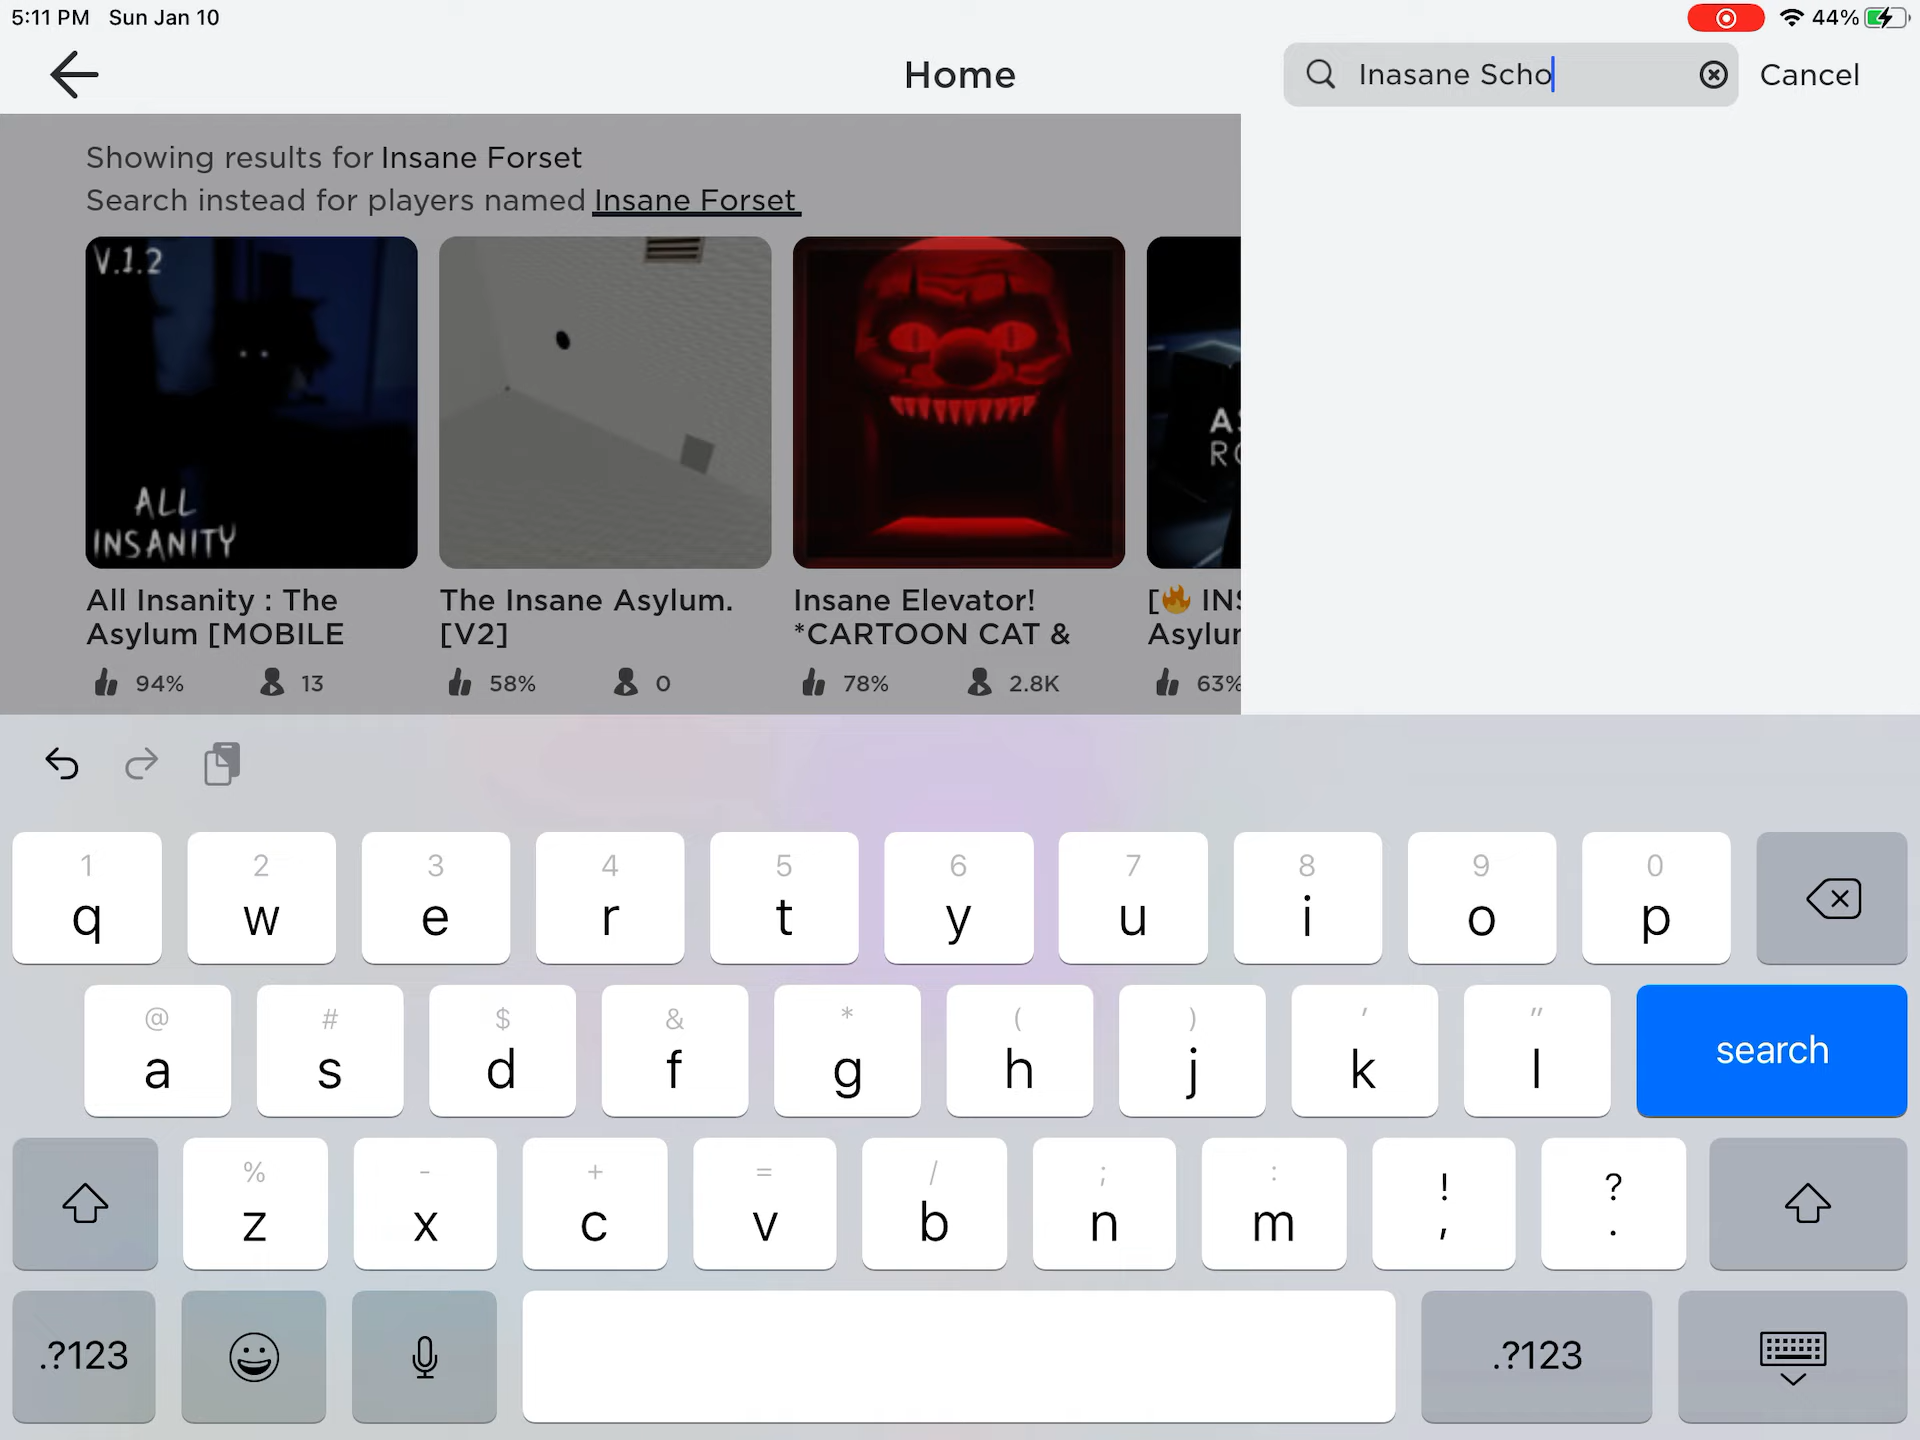 5:11 PM Sun Jan 10
44%
Home
Inasane Scho
Cancel
Showing results for Insane Forset
Search instead for players named Insane Forset
V.1.2
ALL
INSANITY
All Insanity : The
Asylum [MOBILE
94% 13
The Insane Asylum.
[V2]
58% 0
Insane Elevator!
*CARTOON CAT &
78% 2.8K
[🔥 INS
Asylur
63%
1 2 3 4 5 6 7 8 9 0
q w e r t y u i o p
@ # $ & * ( ) ' "
a s d f g h j k l search
% - + = / ; : ! ?
z x c v b n m , .
.?123 .?123